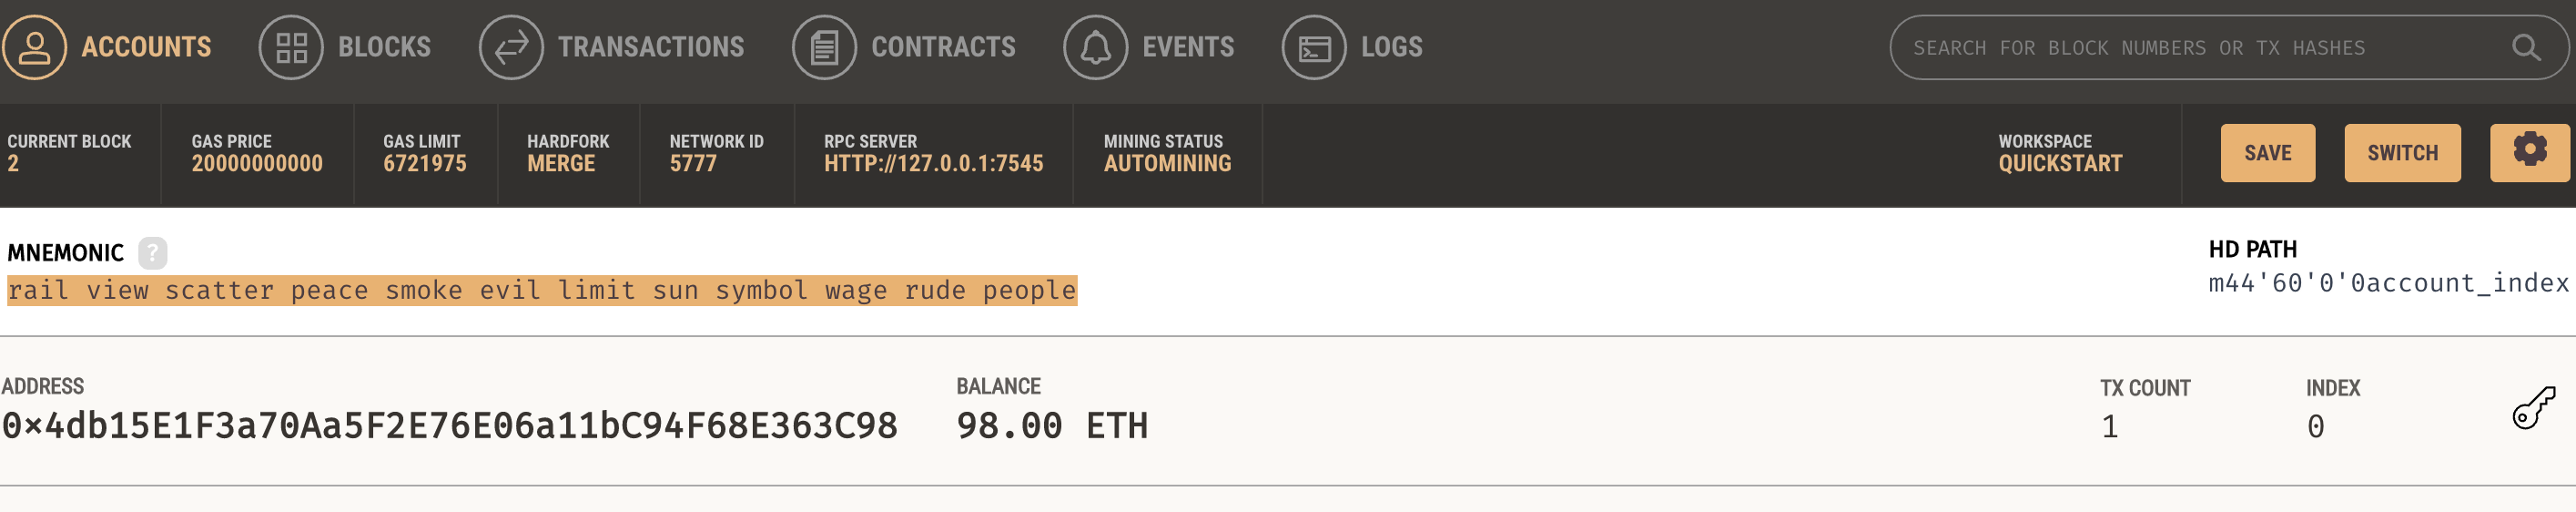 ACCOUNTS BLOCKS TRANSACTIONS CONTRACTS EVENTS LOGS SEARCH FOR BLOCK NUMBERS OR TX HASHES
CURRENT BLOCK GAS PRICE GAS LIMIT HARDFORK NETWORK ID RPC SERVER MINING STATUS WORKSPACE
2 20000000000 6721975 MERGE 5777 HTTP://127.0.0.1:7545 AUTOMINING QUICKSTART SAVE SWITCH
MNEMONIC ? HD PATH
rail view scatter peace smoke evil limit sun symbol wage rude people m44'60'0'0account_index
ADDRESS BALANCE TX COUNT INDEX
0×4db15E1F3a70Aa5F2E76E06a11bC94F68E363C98 98.00 ETH 1 0